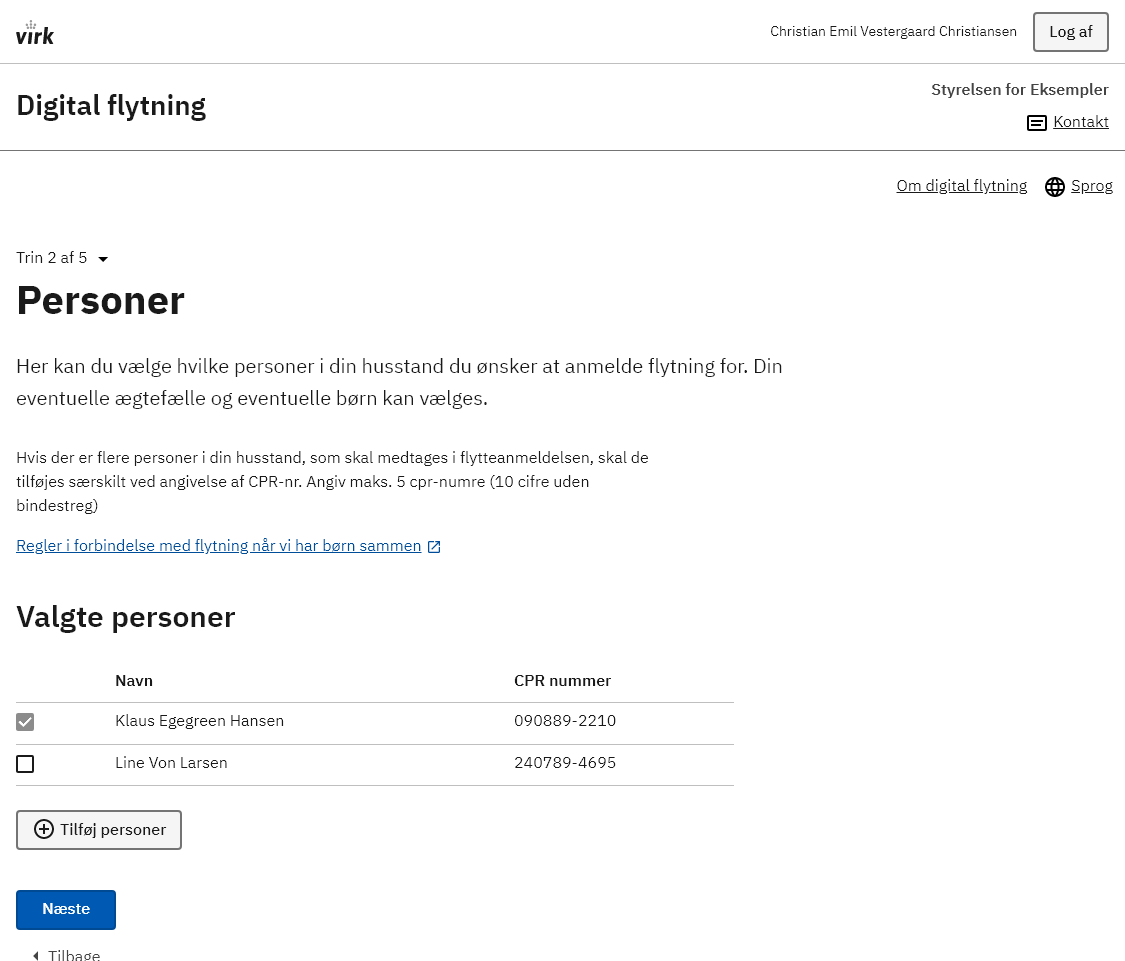 virk
Christian Emil Vestergaard Christiansen
Log af
Digital flytning
Styrelsen for Eksempler
Kontakt
Om digital flytning
Sprog
Trin 2 af 5
Personer
Her kan du vælge hvilke personer i din husstand du ønsker at anmelde flytning for. Din
eventuelle ægtefælle og eventuelle børn kan vælges.
Hvis der er flere personer i din husstand, som skal medtages i flytteanmeldelsen, skal de
tilføjes særskilt ved angivelse af CPR-nr. Angiv maks. 5 cpr-numre (10 cifre uden
bindestreg)
Regler i forbindelse med flytning når vi har børn sammen
Valgte personer
Navn CPR nummer
Klaus Egegreen Hansen 090889-2210
Line Von Larsen 240789-4695
Tilføj personer
Næste
Tilbage